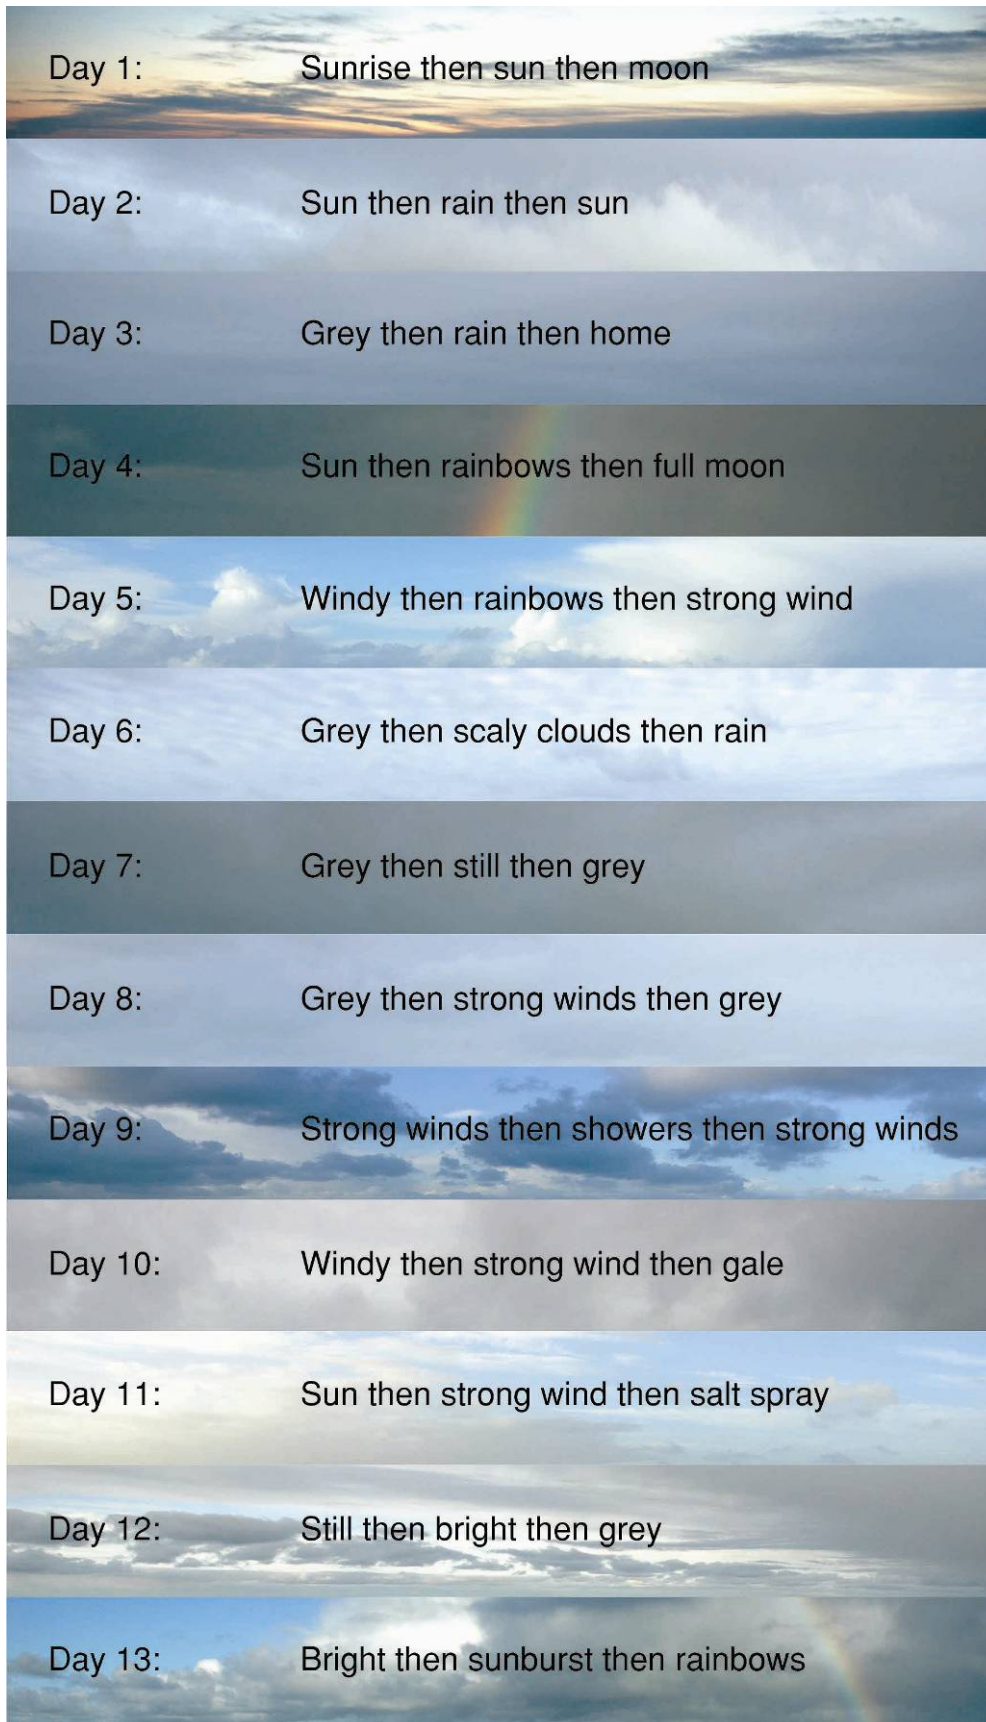 Day 1: Sunrise then sun then moon
Day 2: Sun then rain then sun
Day 3: Grey then rain then home
Day 4: Sun then rainbows then full moon
Day 5: Windy then rainbows then strong wind
Day 6: Grey then scaly clouds then rain
Day 7: Grey then still then grey
Day 8: Grey then strong winds then grey
Day 9: Strong winds then showers then strong winds
Day 10: Windy then strong wind then gale
Day 11: Sun then strong wind then salt spray
Day 12: Still then bright then grey
Day 13: Bright then sunburst then rainbows